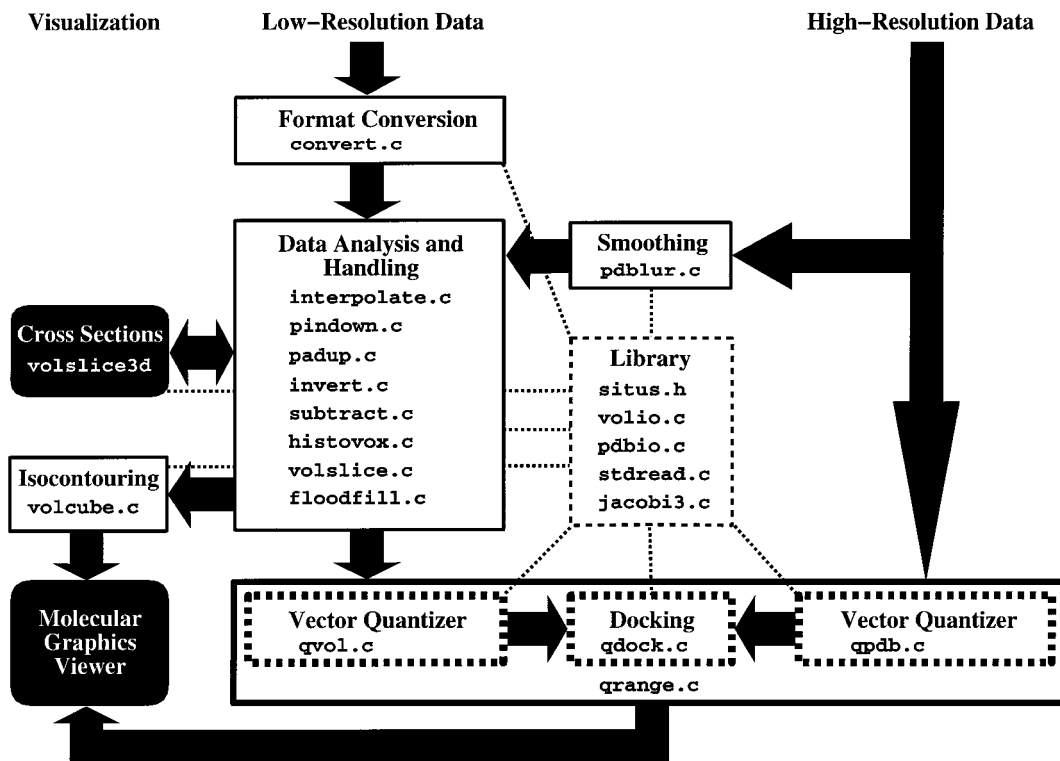 Visualization
Low−Resolution Data
High−Resolution Data
Format Conversion
convert.c
Data Analysis and
Handling
interpolate.c
pindown.c
padup.c
invert.c
subtract.c
histovox.c
volslice.c
floodfill.c
Smoothing
pdblur.c
Cross Sections
volslice3d
Library
situs.h
volio.c
pdbio.c
stdread.c
jacobi3.c
Isocontouring
volcube.c
Molecular
Graphics
Viewer
Vector Quantizer
qvol.c
Docking
qdock.c
Vector Quantizer
qpdb.c
qrange.c